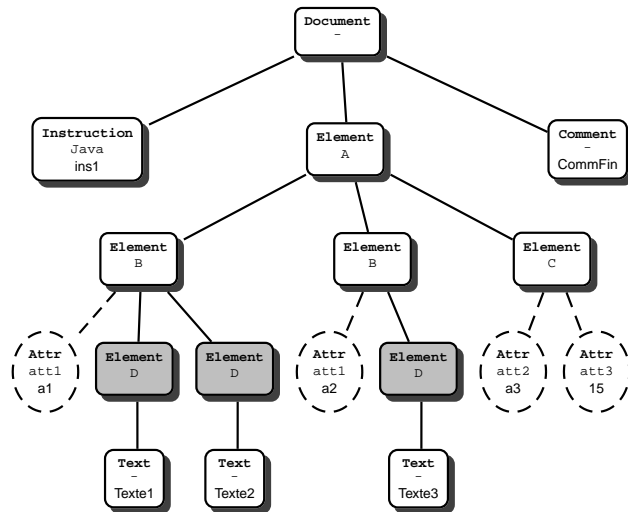 Document
-
Instruction
Java
ins1
Element
A
Comment
-
CommFin
Element
B
Element
B
Element
C
Attr
att1
a1
Element
D
Element
D
Attr
att1
a2
Element
D
Attr
att2
a3
Attr
att3
15
Text
-
Texte1
Text
-
Texte2
Text
-
Texte3